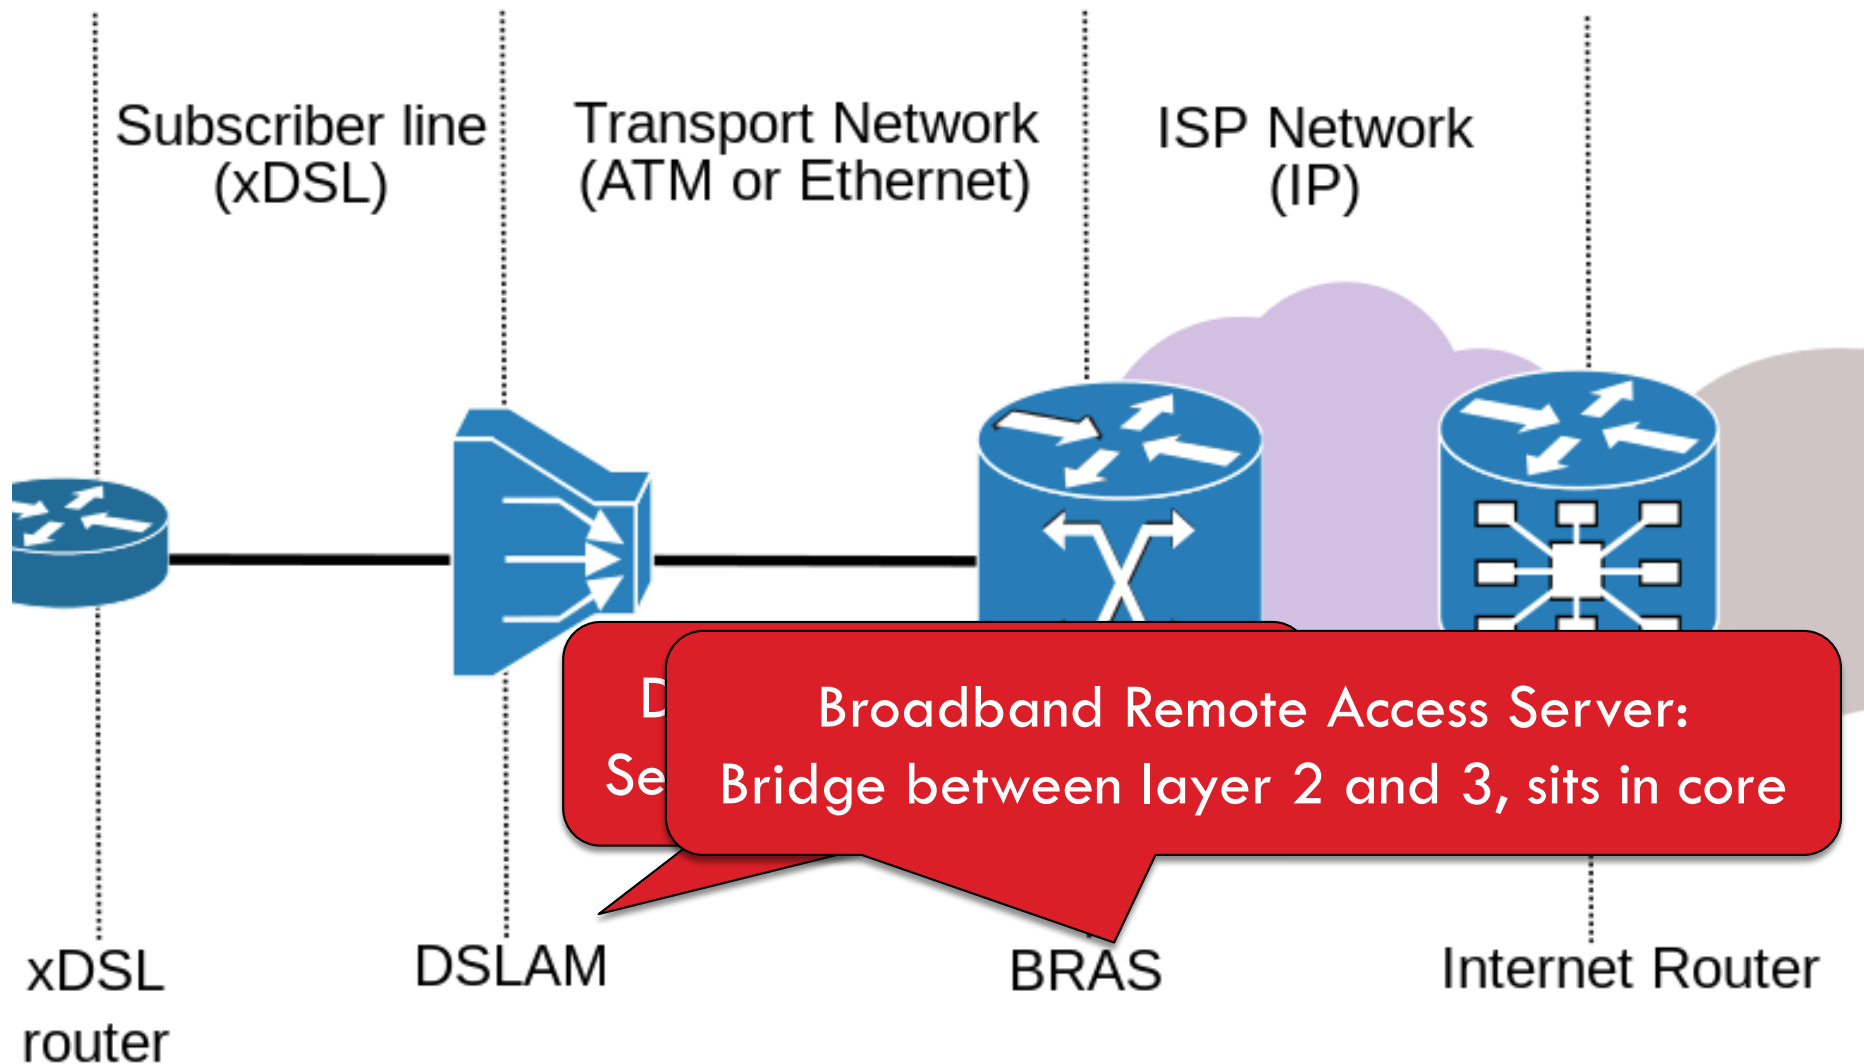 Subscriber line
(xDSL)
Transport Network
(ATM or Ethernet)
ISP Network
(IP)
Broadband Remote Access Server:
Bridge between layer 2 and 3, sits in core
xDSL
router
DSLAM
BRAS
Internet Router